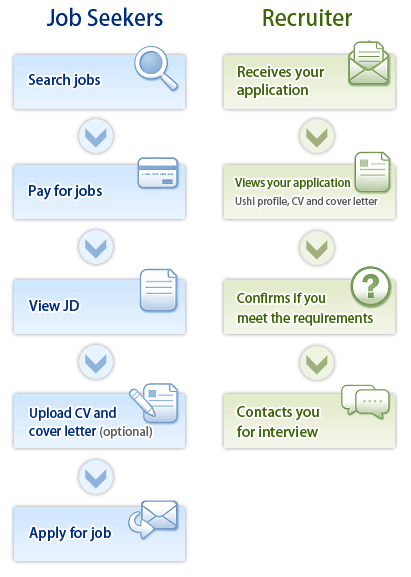 Job Seekers
Search jobs
Pay for jobs
View JD
Upload CV and
cover letter (optional)
Apply for job
Recruiter
Receives your
application
Views your application
Ushi profile, CV and cover letter
Confirms if you
meet the requirements
Contacts you
for interview